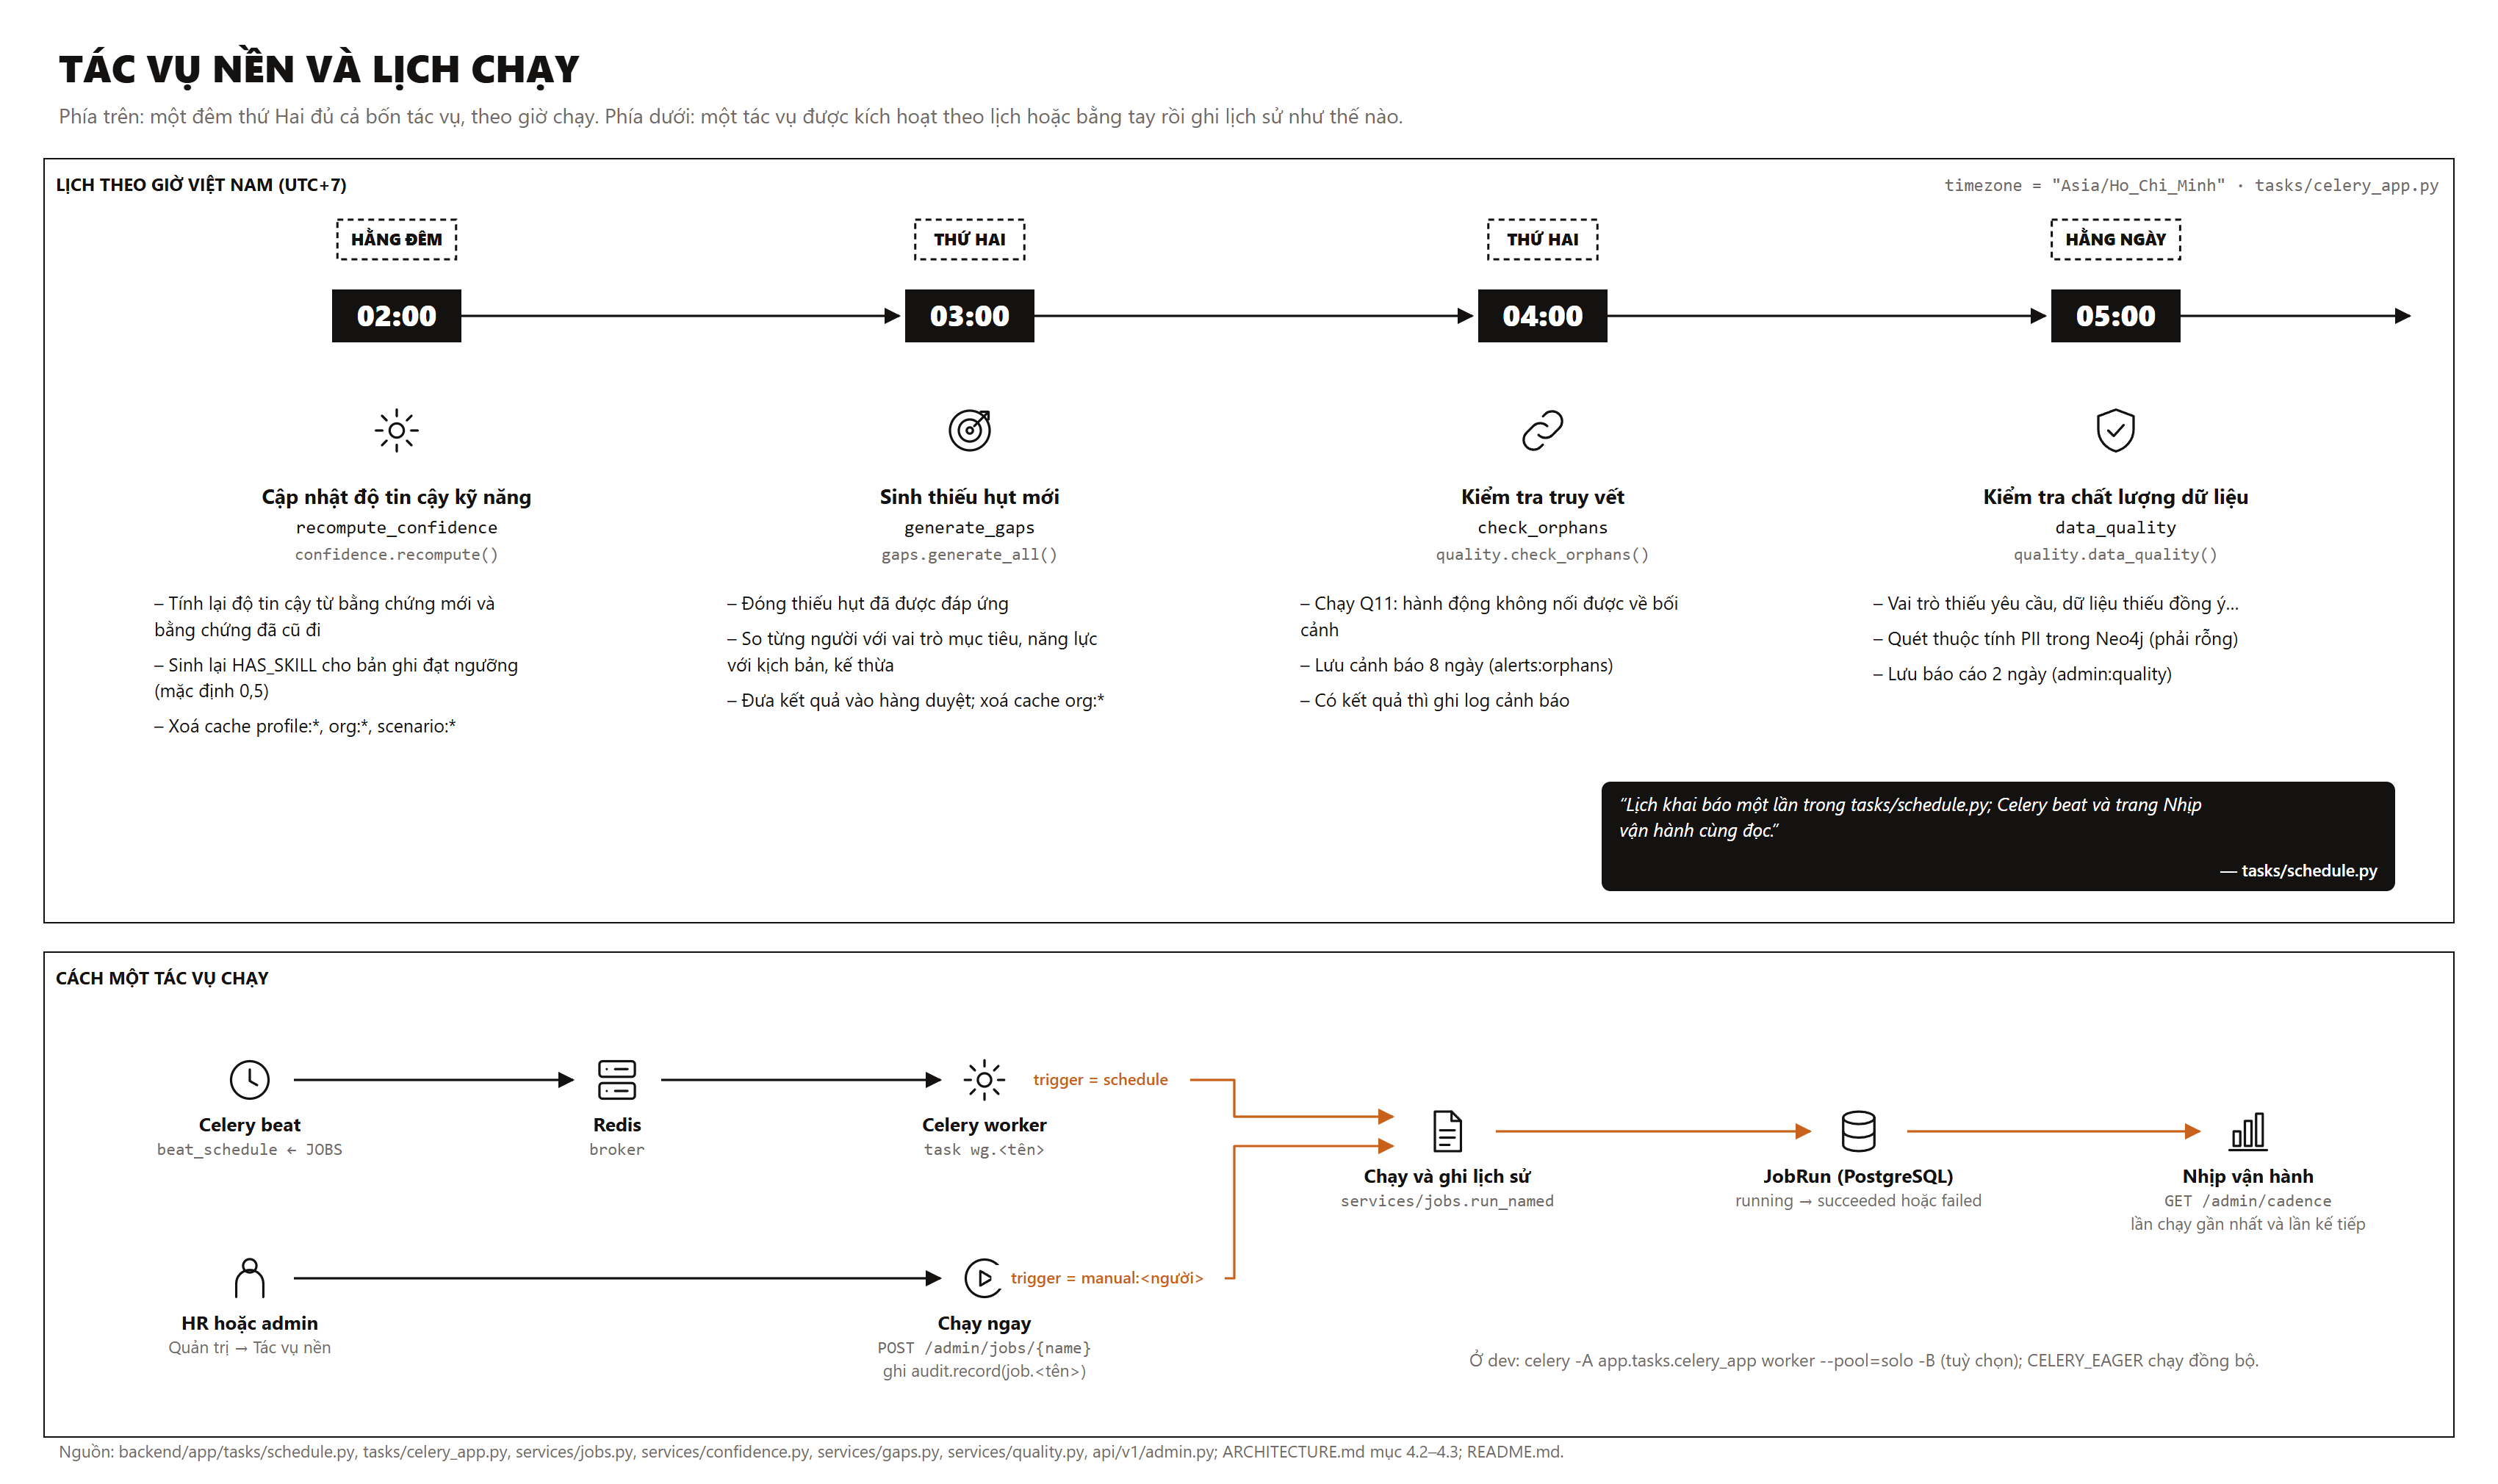 TÁC VỤ NỀN VÀ LỊCH CHẠY
Phía trên: một đêm thứ Hai đủ cả bốn tác vụ, theo giờ chạy. Phía dưới: một tác vụ được kích hoạt theo lịch hoặc bằng tay rồi ghi lịch sử như thế nào.
LỊCH THEO GIỜ VIỆT NAM (UTC+7)
timezone = "Asia/Ho_Chi_Minh" · tasks/celery_app.py
HẰNG ĐÊM
THỨ HAI
THỨ HAI
HẰNG NGÀY
02:00
03:00
04:00
05:00
Cập nhật độ tin cậy kỹ năng
recompute_confidence
confidence.recompute()
– Tính lại độ tin cậy từ bằng chứng mới và
bằng chứng đã cũ đi
– Sinh lại HAS_SKILL cho bản ghi đạt ngưỡng
(mặc định 0,5)
– Xoá cache profile:*, org:*, scenario:*
Sinh thiếu hụt mới
generate_gaps
gaps.generate_all()
– Đóng thiếu hụt đã được đáp ứng
– So từng người với vai trò mục tiêu, năng lực
với kịch bản, kế thừa
– Đưa kết quả vào hàng duyệt; xoá cache org:*
Kiểm tra truy vết
check_orphans
quality.check_orphans()
– Chạy Q11: hành động không nối được về bối
cảnh
– Lưu cảnh báo 8 ngày (alerts:orphans)
– Có kết quả thì ghi log cảnh báo
Kiểm tra chất lượng dữ liệu
data_quality
quality.data_quality()
– Vai trò thiếu yêu cầu, dữ liệu thiếu đồng ý...
– Quét thuộc tính PII trong Neo4j (phải rỗng)
– Lưu báo cáo 2 ngày (admin:quality)
“Lịch khai báo một lần trong tasks/schedule.py; Celery beat và trang Nhịp
vận hành cùng đọc.”
— tasks/schedule.py
CÁCH MỘT TÁC VỤ CHẠY
Celery beat
beat_schedule ← JOBS
Redis
broker
Celery worker
task wg.<tên>
trigger = schedule
HR hoặc admin
Quản trị → Tác vụ nền
Chạy ngay
POST /admin/jobs/{name}
ghi audit.record(job.<tên>)
trigger = manual:<người>
Chạy và ghi lịch sử
services/jobs.run_named
JobRun (PostgreSQL)
running → succeeded hoặc failed
Nhịp vận hành
GET /admin/cadence
lần chạy gần nhất và lần kế tiếp
Ở dev: celery -A app.tasks.celery_app worker --pool=solo -B (tuỳ chọn); CELERY_EAGER chạy đồng bộ.
Nguồn: backend/app/tasks/schedule.py, tasks/celery_app.py, services/jobs.py, services/confidence.py, services/gaps.py, services/quality.py, api/v1/admin.py; ARCHITECTURE.md mục 4.2–4.3; README.md.